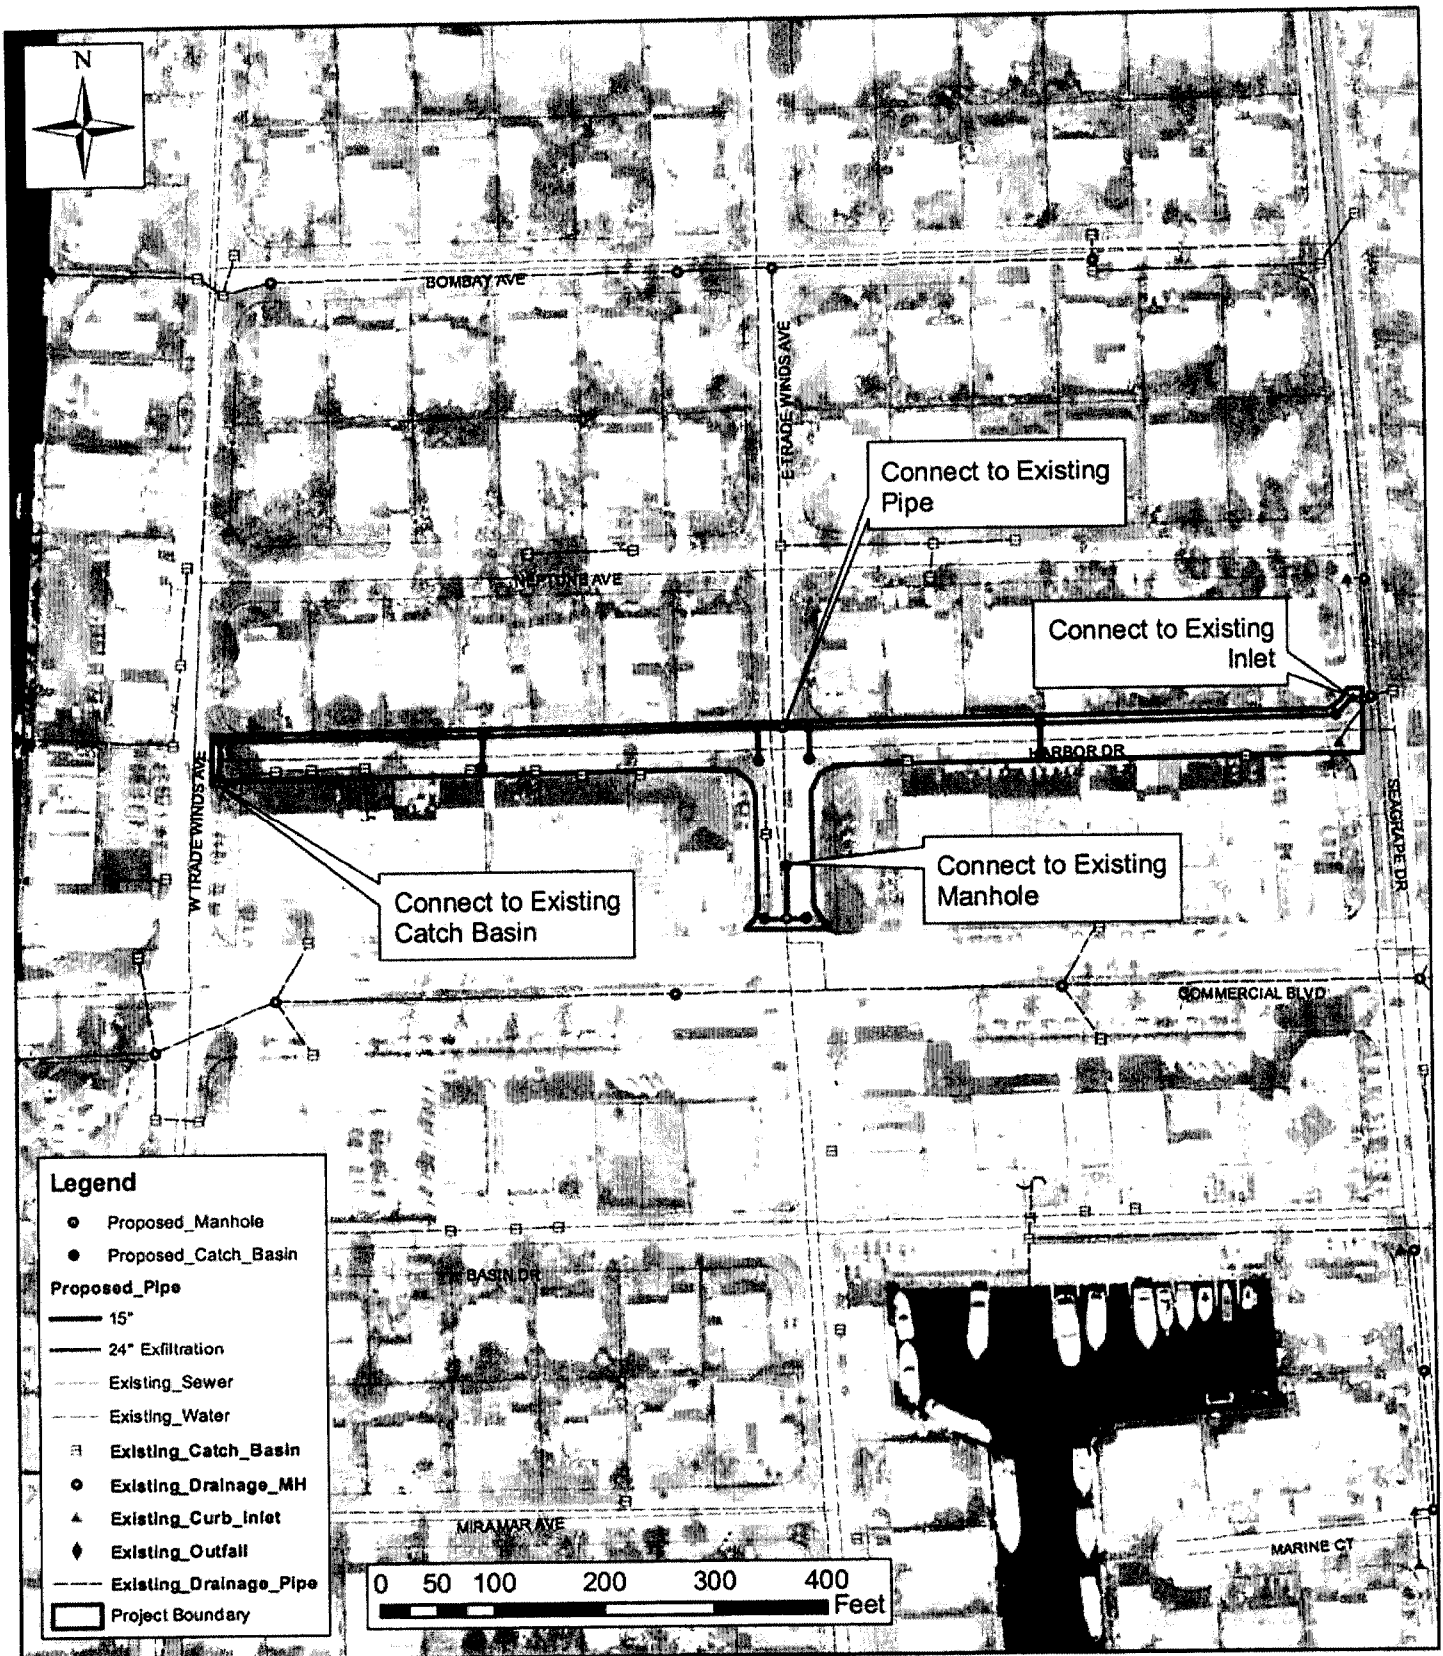 N
BOMBAY AVE
E TRADE WINDS AVE
Connect to Existing
Pipe
NEPTUNE AVE
Connect to Existing
Inlet
HARBOR DR
W TRADE WINDS AVE
SEAGRAPE DR
Connect to Existing
Manhole
Connect to Existing
Catch Basin
COMMERCIAL BLVD
Legend
Proposed_Manhole
Proposed_Catch_Basin
Proposed_Pipe
15"
24" Exfiltration
Existing_Sewer
Existing_Water
Existing_Catch_Basin
Existing_Drainage_MH
Existing_Curb_Inlet
Existing_Outfall
Existing_Drainage_Pipe
Project Boundary
BASIN DR
MIRAMAR AVE
MARINE CT
0 50 100 200 300 400
Feet